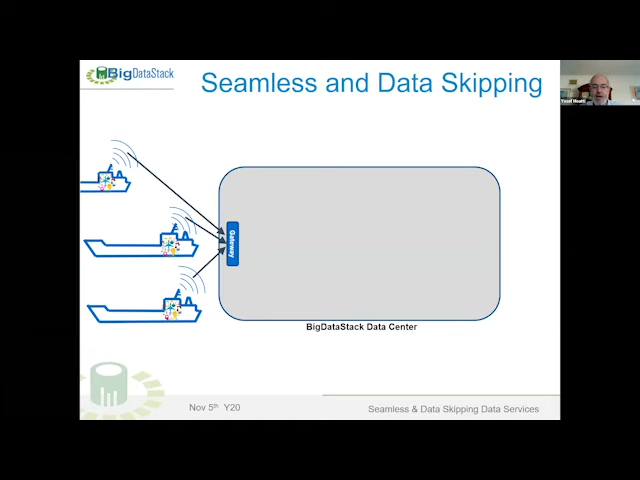 BigDataStack
Seamless and Data Skipping
Gateway
BigDataStack Data Center
Nov 5th Y20
Seamless & Data Skipping Data Services